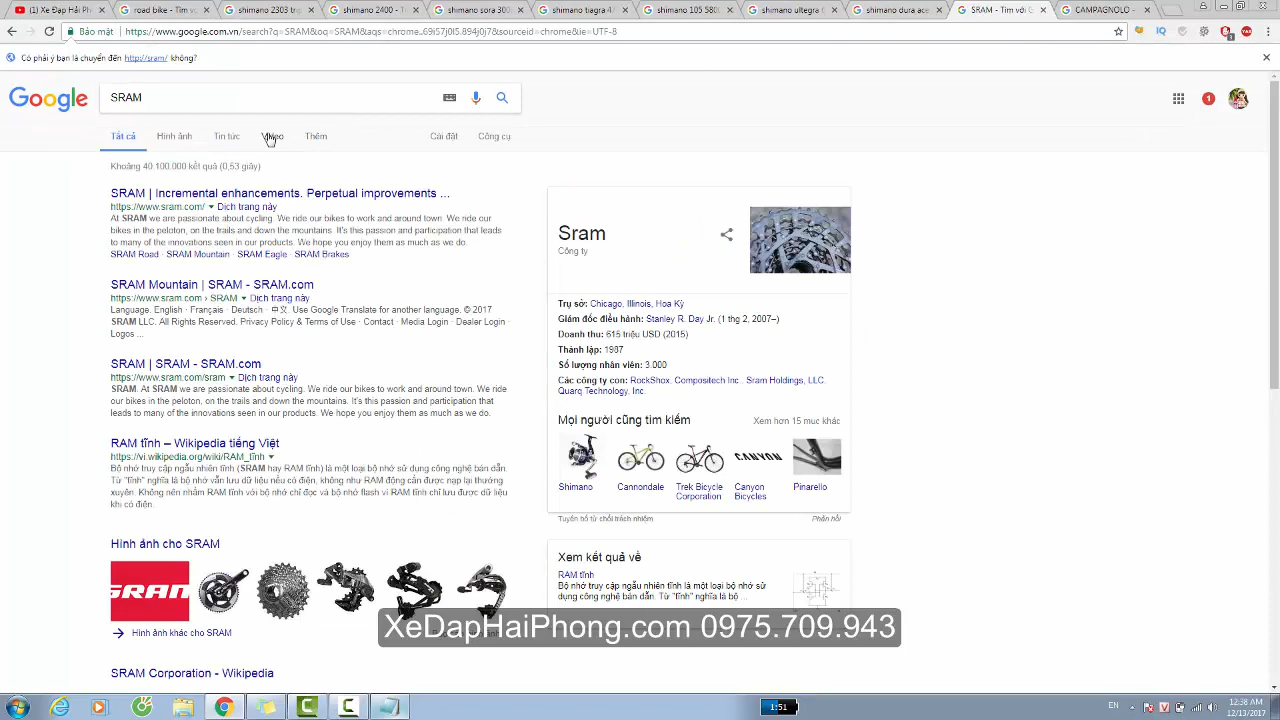 (1) Khám phá
road bike - Tìm
shimano 2303 trip
shimano 2400 - T
shimano sora 300
shimano tiagra 4
shimano 105 580
shimano ultegra
shimano dura ace
SRAM - Tìm với G
CAMPAGNOLO -
Bảo mật
https://www.google.com.vn/search?q=SRAM&oq=SRAM&aqs=chrome..69i57j0l5.894j0j7&sourceid=chrome&ie=UTF-8
Có phải ý bạn là chuyển đến http://sram/ không?
Google
SRAM
1
Tất cả Hình ảnh Tin tức Video Thêm Cài đặt Công cụ
Khoảng 40.100.000 kết quả (0,53 giây)
SRAM | Incremental enhancements. Perpetual improvements ...
https://www.sram.com/ ▾ Dịch trang này
At SRAM we are passionate about cycling. We ride our bikes to work and around town. We ride our
bikes in the peloton, on the trails and down the mountains. It's this passion and participation that leads
to many of the innovations seen in our products. We hope you enjoy them as much as we do.
SRAM Road · SRAM Mountain · SRAM Eagle · SRAM Brakes
SRAM Mountain | SRAM - SRAM.com
https://www.sram.com › SRAM ▾ Dịch trang này
Language. English · Français · Deutsch · 中文. Use Google Translate for another language. © 2017
SRAM LLC. All Rights Reserved. Privacy Policy & Terms of Use · Contact · Media Login · Dealer Login ·
Logos ...
SRAM | SRAM - SRAM.com
https://www.sram.com/sram ▾ Dịch trang này
SRAM. At SRAM we are passionate about cycling. We ride our bikes to work and around town. We ride
our bikes in the peloton, on the trails and down the mountains. It's this passion and participation that
leads to many of the innovations seen in our products. We hope you enjoy them as much as we do.
RAM tĩnh – Wikipedia tiếng Việt
https://vi.wikipedia.org/wiki/RAM_tĩnh ▾
Bộ nhớ truy cập ngẫu nhiên tĩnh (SRAM hay RAM tĩnh) là một loại bộ nhớ sử dụng công nghệ bán dẫn.
Từ "tĩnh" nghĩa là bộ nhớ vẫn lưu dữ liệu nếu có điện, không như RAM động cần được nạp lại thường
xuyên. Không nên nhầm RAM tĩnh với bộ nhớ chỉ đọc và bộ nhớ flash vì RAM tĩnh chỉ lưu được dữ liệu
khi có điện.
Hình ảnh cho SRAM
SRAM
Hình ảnh khác cho SRAM
SRAM Corporation - Wikipedia
Sram
Công ty
Trụ sở: Chicago, Illinois, Hoa Kỳ
Giám đốc điều hành: Stanley R. Day Jr. (1 thg 2, 2007–)
Doanh thu: 615 triệu USD (2015)
Thành lập: 1987
Số lượng nhân viên: 3.000
Các công ty con: RockShox, Compositech Inc., Sram Holdings, LLC.
Quarq Technology, Inc.
Mọi người cũng tìm kiếm
Xem hơn 15 mục khác
CANYON
Shimano
Cannondale
Trek Bicycle
Corporation
Canyon
Bicycles
Pinarello
Tuyên bố từ chối trách nhiệm
Phản hồi
Xem kết quả về
RAM tĩnh
Bộ nhớ truy cập ngẫu nhiên tĩnh là một loại bộ nhớ sử
dụng công nghệ bán dẫn. Từ "tĩnh" nghĩa là bộ nhớ ...
XeDapHaiPhong.com 0975.709.943
1:51
EN
12:38 AM
12/13/2017